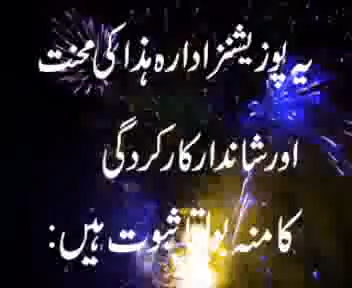 یہ پوزیشنز ادارہ ہذا کی محنت
اور شاندار کارکردگی
کا منہ بولتا ثبوت ہیں: